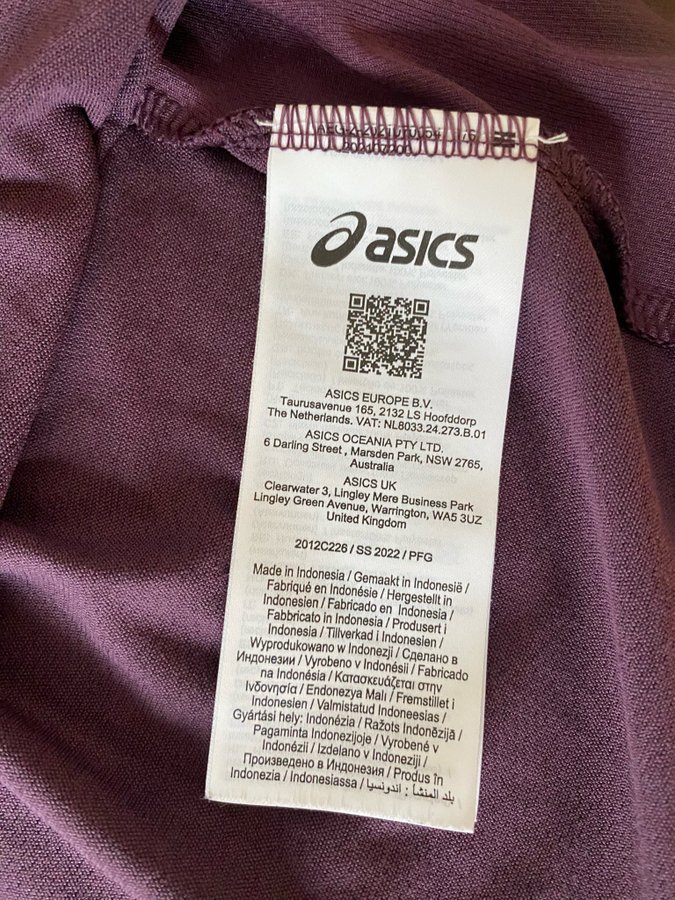 asics
ASICS EUROPE B.V.
Taurusavenue 165, 2132 LS Hoofddorp
The Netherlands. VAT: NL8033.24.273.B.01
ASICS OCEANIA PTY LTD.
6 Darling Street , Marsden Park, NSW 2765,
Australia
ASICS UK
Clearwater 3, Lingley Mere Business Park
Lingley Green Avenue, Warrington, WA5 3UZ
United Kingdom
2012C226 / SS 2022 / PFG
Made in Indonesia / Gemaakt in Indonesië /
Fabriqué en Indonésie / Hergestellt in
Indonesien / Fabricado en Indonesia /
Fabbricato in Indonesia / Produsert i
Indonesia / Tillverkad i Indonesien /
Wyprodukowano w Indonezji / Сделано в
Индонезии / Vyrobeno v Indonésii / Fabricado
na Indonésia / Κατασκευάζεται στην
Ινδονησία / Endonezya Malı / Fremstillet i
Indonesien / Valmistatud Indoneesias /
Gyártási hely: Indonézia / Ražots Indonēzijā /
Pagaminta Indonezijoje / Vyrobené v
Indonézii / Izdelano v Indoneziji /
Произведено в Индонезия / Produs în
Indonezia / Indonesiassa / بلد المنشأ : اندونسيا